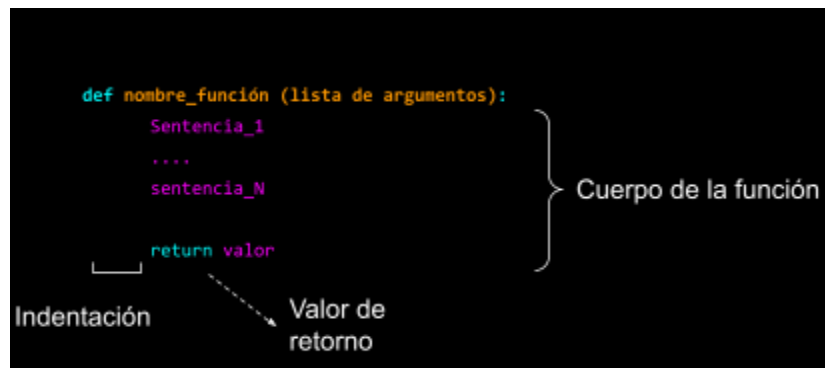 def nombre_función (lista de argumentos):
Sentencia_1
....
sentencia_N
Cuerpo de la función
return valor
Indentación
Valor de
retorno